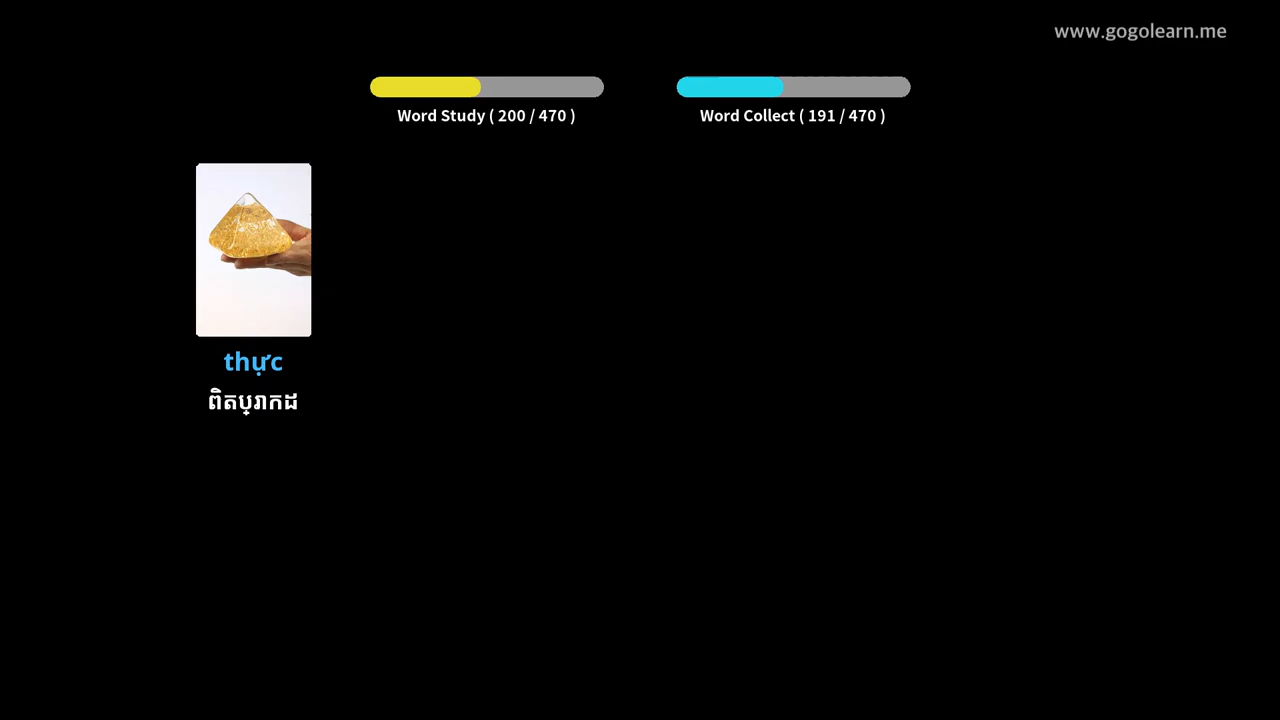 www.gogolearn.me
Word Study ( 200 / 470 )
Word Collect ( 191 / 470 )
thực
ពិតប្រាកដ